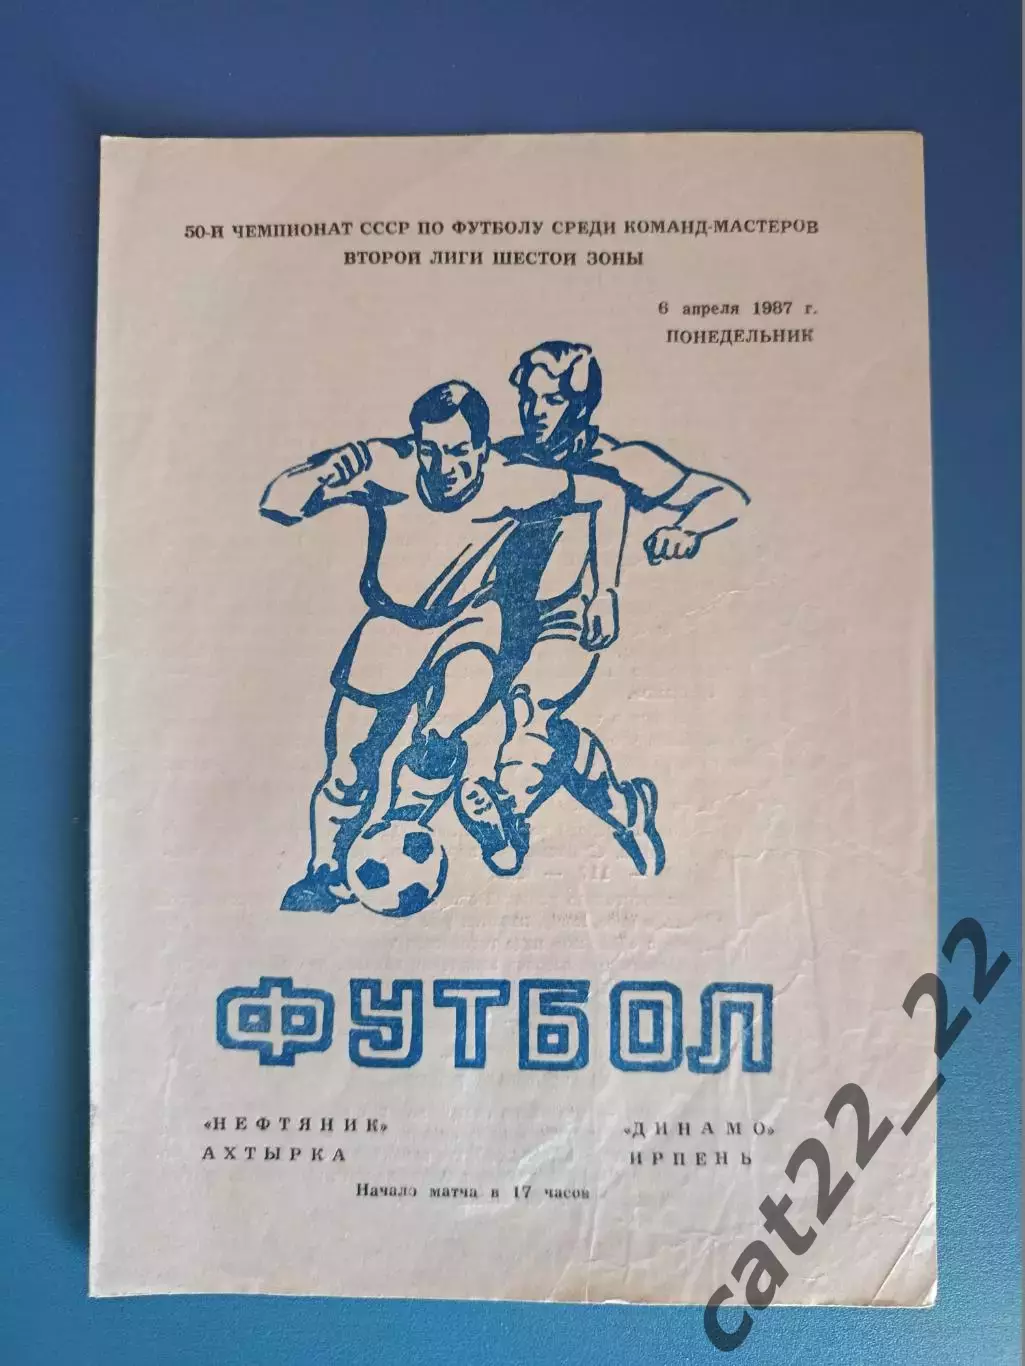 50-Й ЧЕМПИОНАТ СССР ПО ФУТБОЛУ СРЕДИ КОМАНД-МАСТЕРОВ
ВТОРОЙ ЛИГИ ШЕСТОЙ ЗОНЫ
6 апреля 1987 г.
ПОНЕДЕЛЬНИК
ФУТБОЛ
«НЕФТЯНИК»
АХТЫРКА
«ДИНАМО»
ИРПЕНЬ
Начало матча в 17 часов
cat22_22